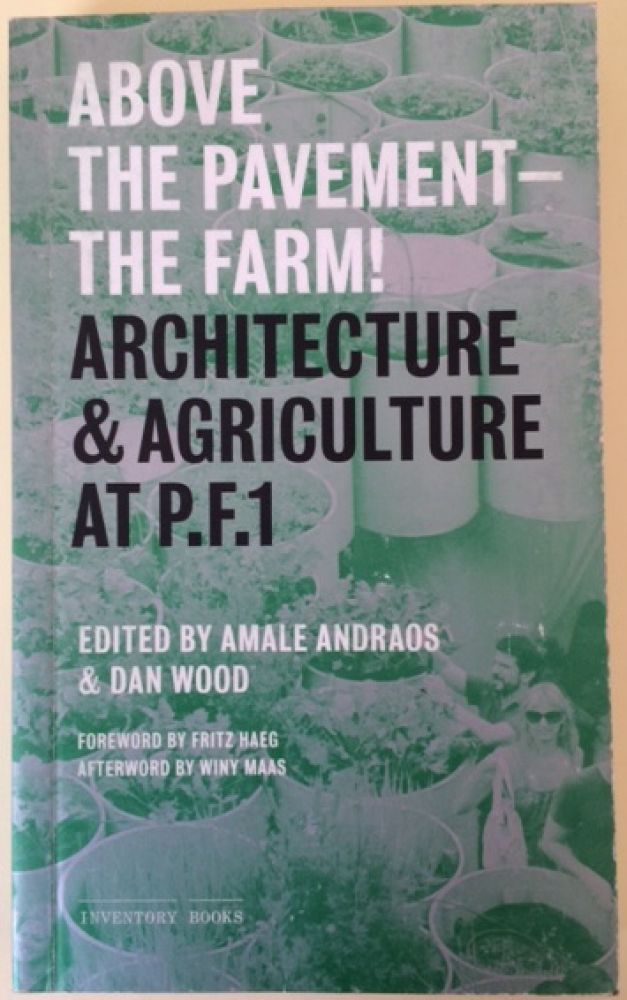 ABOVE
THE PAVEMENT–
THE FARM!
ARCHITECTURE
& AGRICULTURE
AT P.F.1
EDITED BY AMALE ANDRAOS
& DAN WOOD
FOREWORD BY FRITZ HAEG
AFTERWORD BY WINY MAAS
INVENTORY BOOKS